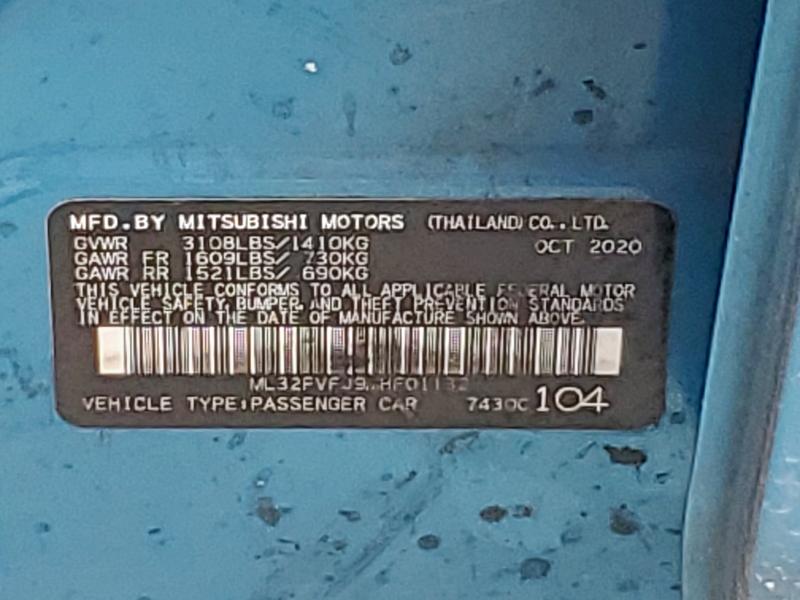 MFD.BY MITSUBISHI MOTORS (THAILAND) CO., LTD.
GVWR 3108LBS/1410KG OCT 2020
GAWR FR 1609LBS/ 730KG
GAWR RR 1521LBS/ 690KG
THIS VEHICLE CONFORMS TO ALL APPLICABLE FEDERAL MOTOR
VEHICLE SAFETY, BUMPER, AND THEFT PREVENTION STANDARDS
IN EFFECT ON THE DATE OF MANUFACTURE SHOWN ABOVE.
VEHICLE TYPE:PASSENGER CAR 7430C 104